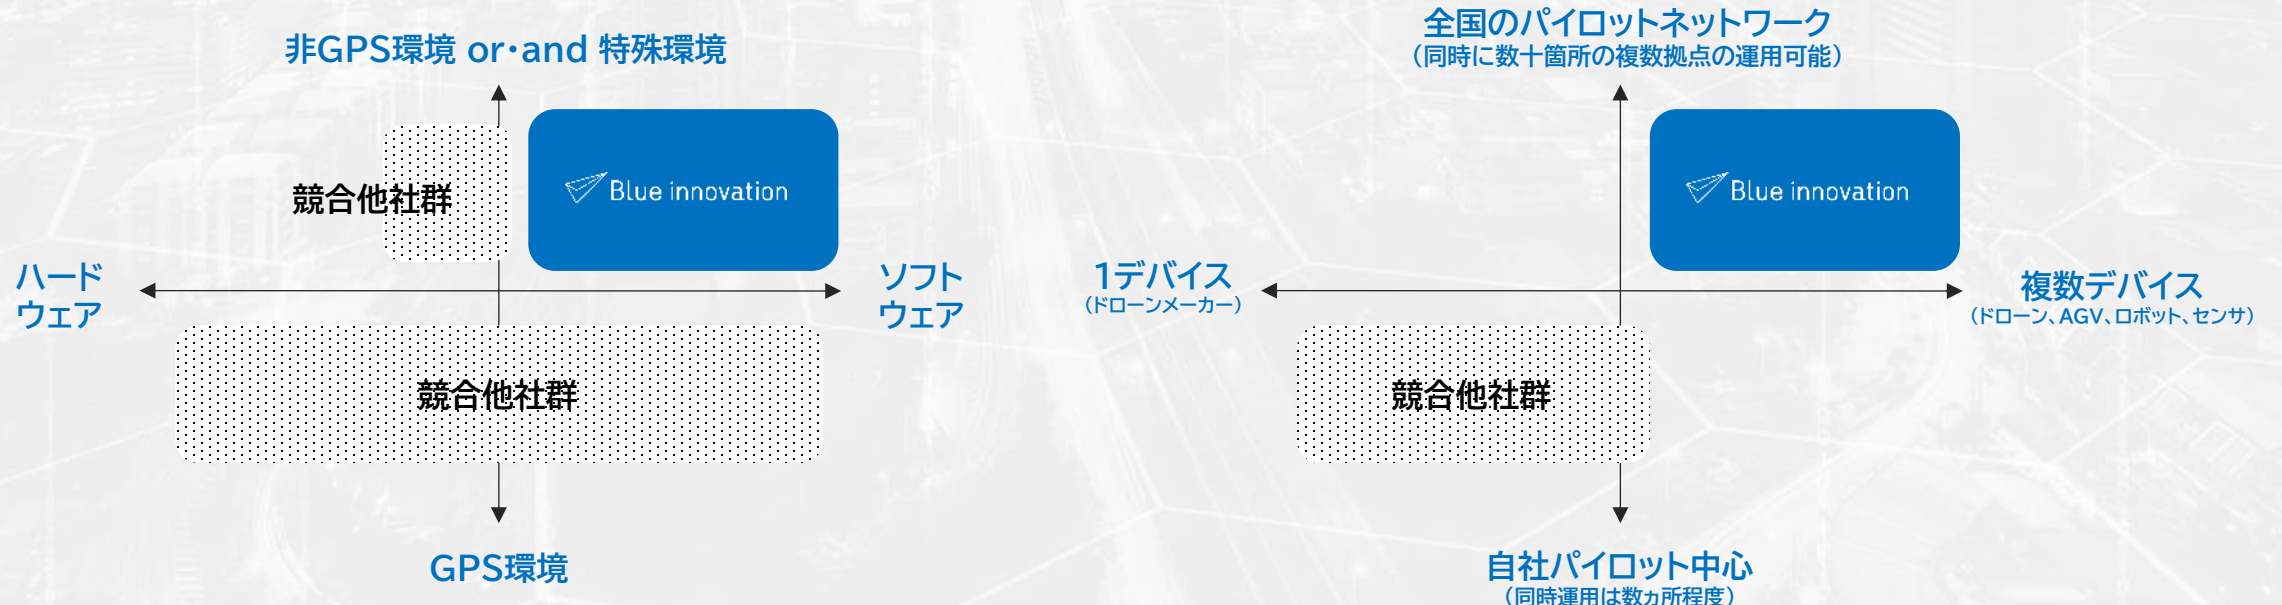 非GPS環境 or・and 特殊環境
競合他社群
Blue innovation
ハード
ウェア
ソフト
ウェア
競合他社群
GPS環境
全国のパイロットネットワーク
（同時に数十箇所の複数拠点の運用可能）
Blue innovation
1デバイス
（ドローンメーカー）
複数デバイス
（ドローン、AGV、ロボット、センサ）
競合他社群
自社パイロット中心
（同時運用は数ヵ所程度）